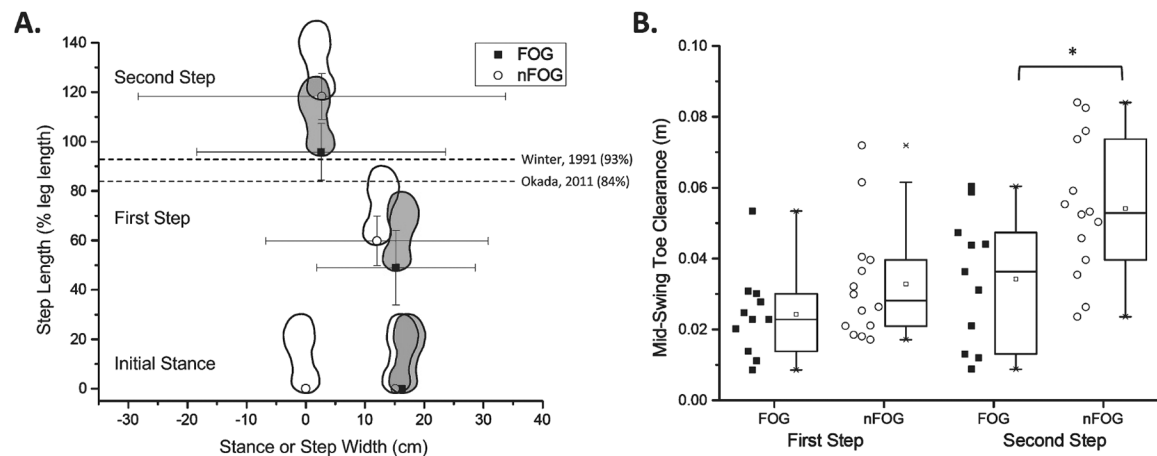 A.
Step Length (% leg length)
140
120
100
80
60
40
20
0
Second Step
First Step
Initial Stance
FOG
nFOG
Winter, 1991 (93%)
Okada, 2011 (84%)
-30
-20
-10
0
10
20
30
40
Stance or Step Width (cm)
B.
Mid-Swing Toe Clearance (m)
0.10
0.08
0.06
0.04
0.02
0.00
*
FOG
nFOG
FOG
nFOG
First Step
Second Step